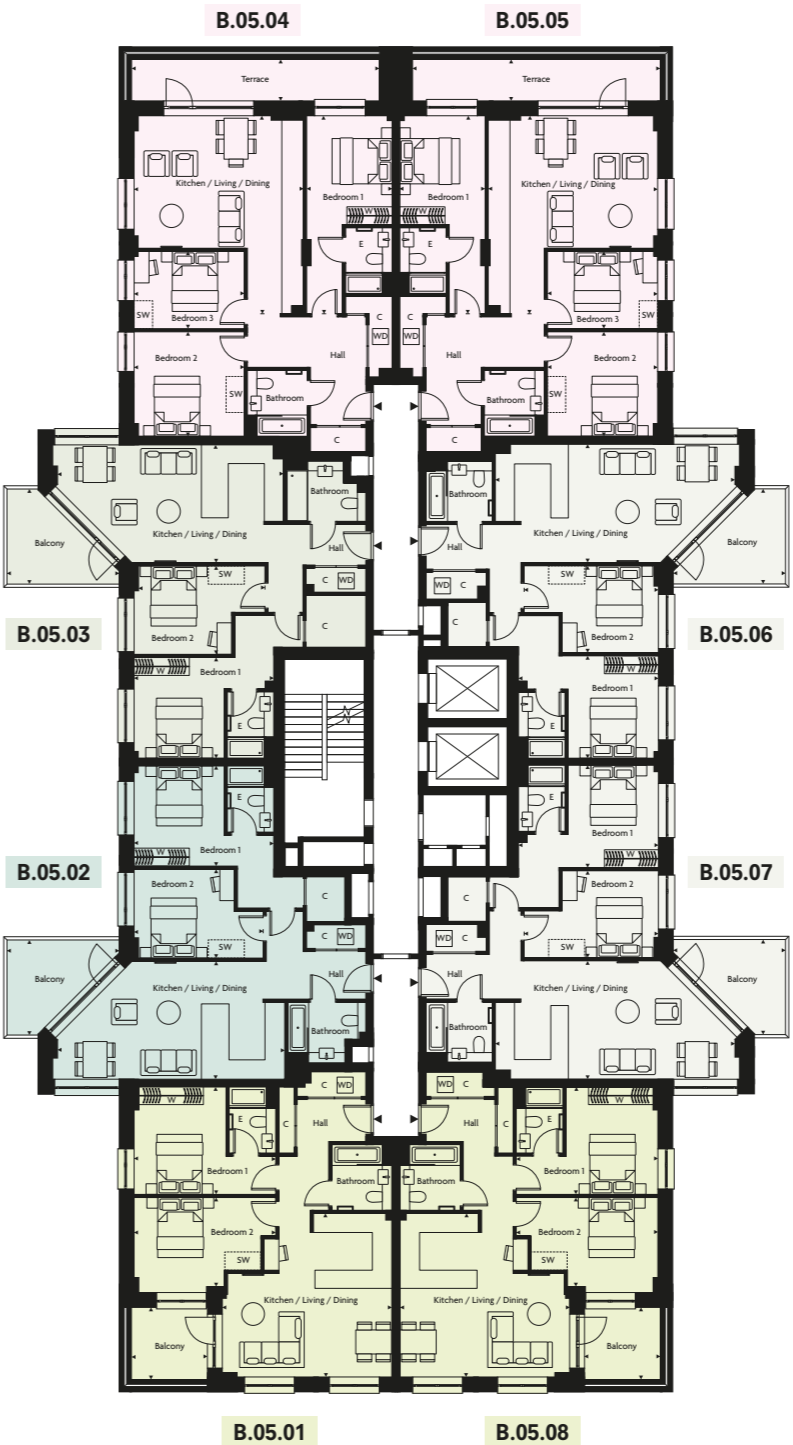 B.05.04
B.05.05
Terrace
Terrace
Kitchen / Living / Dining
Bedroom 1
Bedroom 1
Kitchen / Living / Dining
W
W
E
E
SW
Bedroom 3
Bedroom 3
SW
C
C
WD
WD
Bedroom 2
Hall
Hall
Bedroom 2
SW
Bathroom
Bathroom
SW
C
C
Bathroom
Bathroom
Balcony
Kitchen / Living / Dining
Hall
Hall
Kitchen / Living / Dining
Balcony
SW
C
WD
WD
C
SW
B.05.03
Bedroom 2
C
C
Bedroom 2
B.05.06
W
Bedroom 1
W
Bedroom 1
E
E
E
E
Bedroom 1
W
Bedroom 1
W
B.05.02
Bedroom 2
C
C
Bedroom 2
B.05.07
SW
C
WD
WD
C
SW
Balcony
Kitchen / Living / Dining
Hall
Hall
Kitchen / Living / Dining
Balcony
Bathroom
Bathroom
C
WD
WD
C
W
E
C
Hall
Hall
C
E
W
Bedroom 1
Bathroom
Bathroom
Bedroom 1
Bedroom 2
Bedroom 2
SW
SW
Kitchen / Living / Dining
Kitchen / Living / Dining
Balcony
Balcony
B.05.01
B.05.08